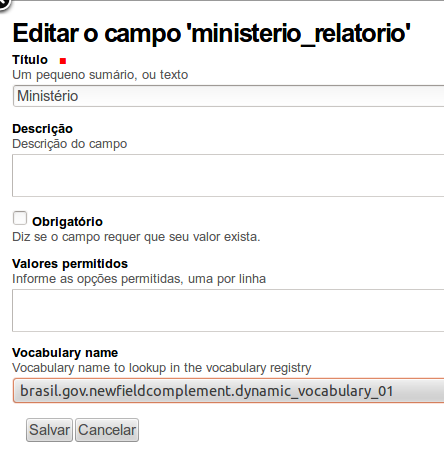 Editar o campo 'ministerio_relatorio'
Título
Um pequeno sumário, ou texto
Ministério
Descrição
Descrição do campo
Obrigatório
Diz se o campo requer que seu valor exista.
Valores permitidos
Informe as opções permitidas, uma por linha
Vocabulary name
Vocabulary name to lookup in the vocabulary registry
brasil.gov.newfieldcomplement.dynamic_vocabulary_01
Salvar Cancelar